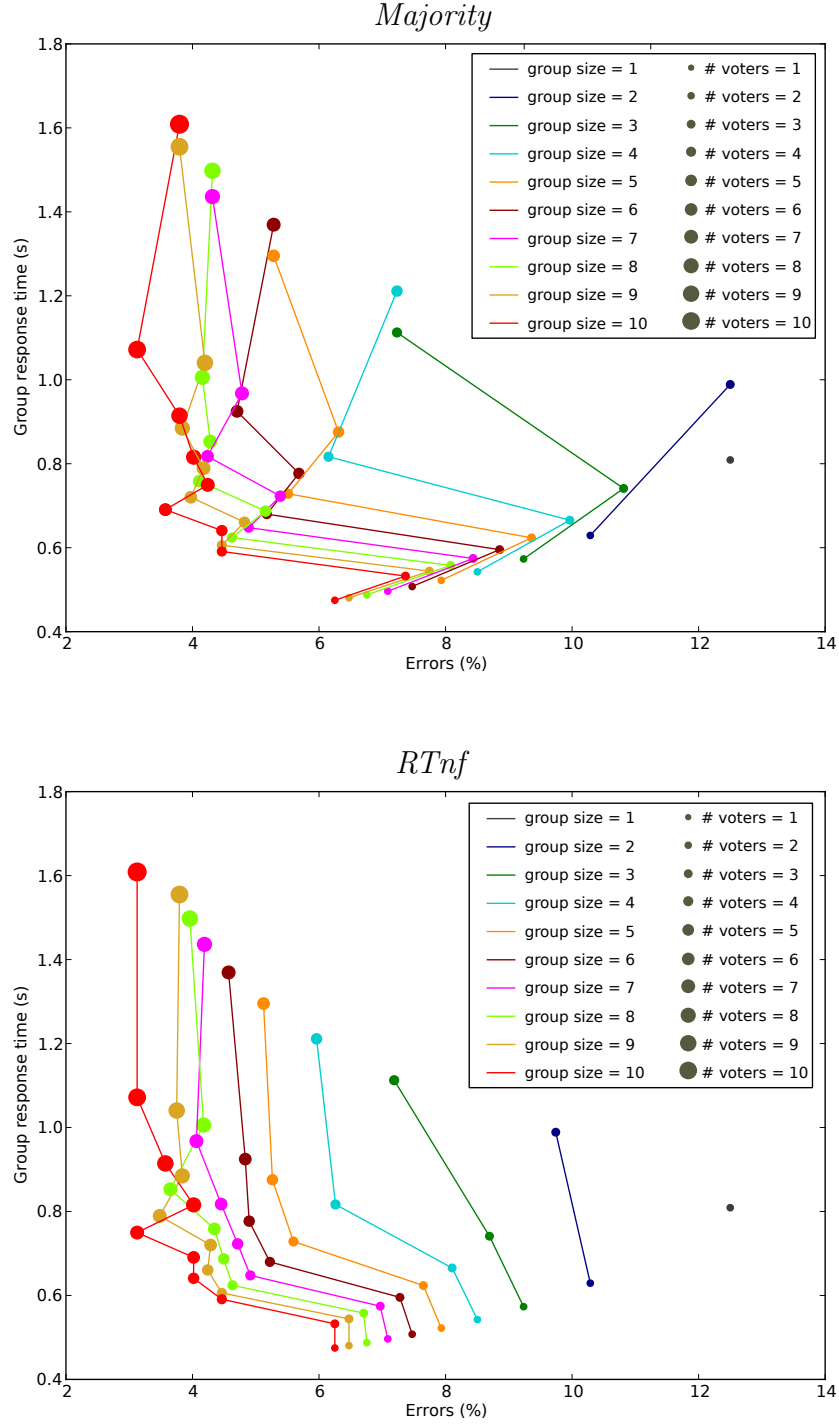 Majority
1.8
1.6
1.4
1.2
1.0
0.8
0.6
0.4
Group response time (s)
group size = 1
group size = 2
group size = 3
group size = 4
group size = 5
group size = 6
group size = 7
group size = 8
group size = 9
group size = 10
# voters = 1
# voters = 2
# voters = 3
# voters = 4
# voters = 5
# voters = 6
# voters = 7
# voters = 8
# voters = 9
# voters = 10
2 4 6 8 10 12 14
Errors (%)
RTnf
1.8
1.6
1.4
1.2
1.0
0.8
0.6
0.4
Group response time (s)
group size = 1
group size = 2
group size = 3
group size = 4
group size = 5
group size = 6
group size = 7
group size = 8
group size = 9
group size = 10
# voters = 1
# voters = 2
# voters = 3
# voters = 4
# voters = 5
# voters = 6
# voters = 7
# voters = 8
# voters = 9
# voters = 10
2 4 6 8 10 12 14
Errors (%)